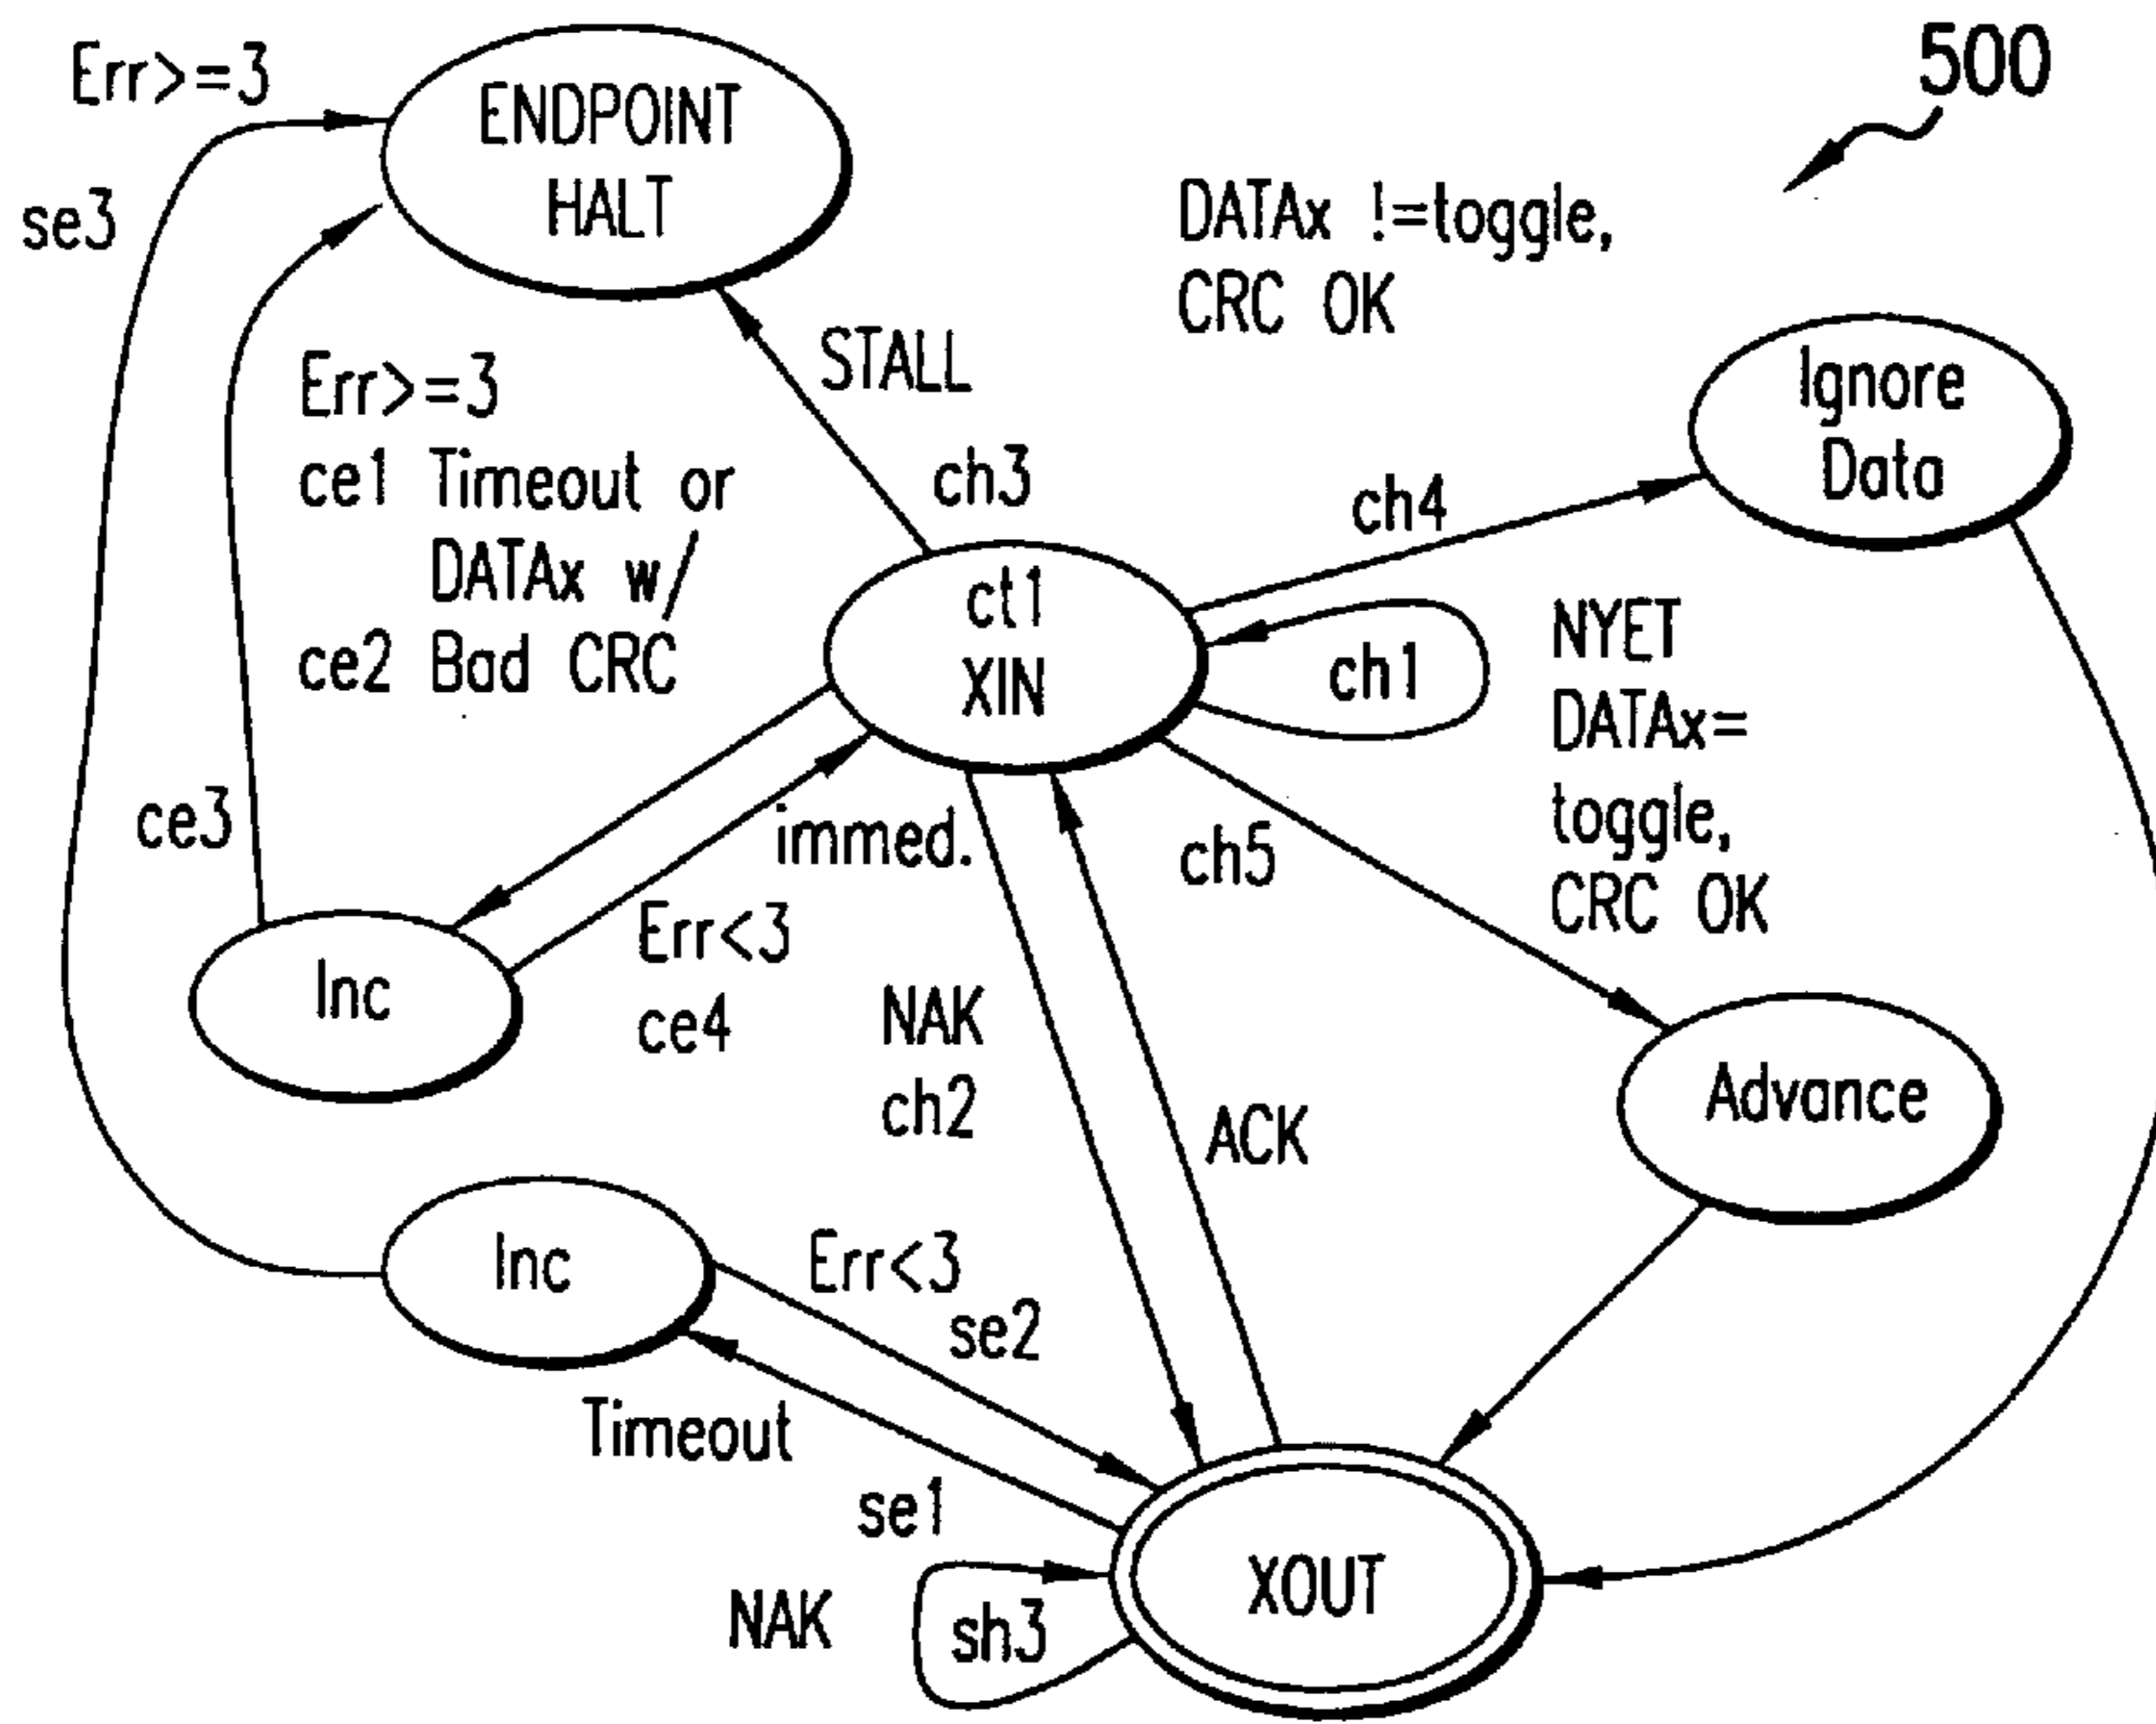 Err>=3
500
ENDPOINT
HALT
se3
DATAx !=toggle,
CRC OK
STALL
Ignore
Data
Err>=3
ce1 Timeout or
DATAx w/
ce2 Bad CRC
ch3
ch4
ct1
XIN
ch1
NYET
DATAx=
toggle,
CRC OK
ce3
immed.
ch5
Err<3
ce4
Inc
NAK
ch2
ACK
Advance
Inc
Err<3
se2
Timeout
se1
NAK
sh3
XOUT